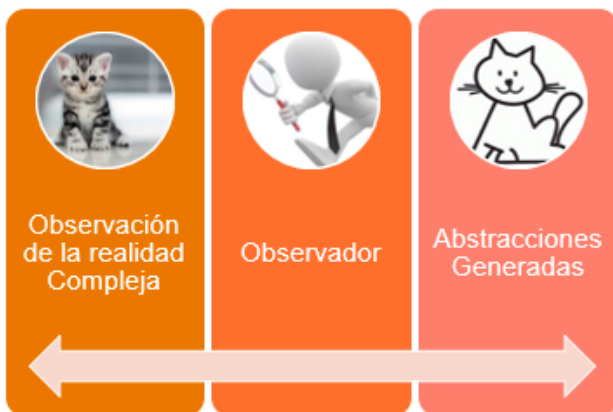 Observación
de la realidad
Compleja
Observador
Abstracciones
Generadas